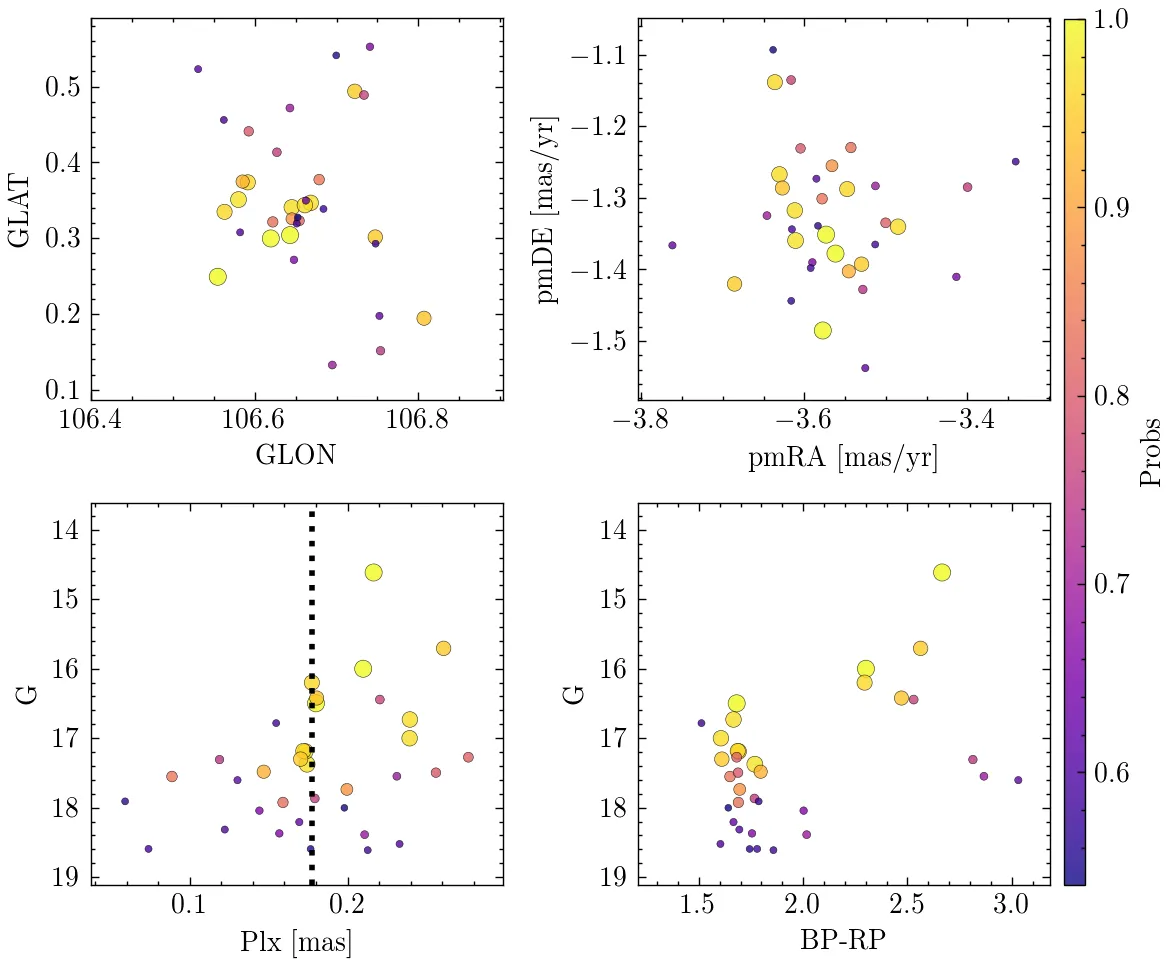 0.5
0.4
0.3
0.2
0.1
GLAT
106.4 106.6 106.8
GLON
−1.1
−1.2
−1.3
−1.4
−1.5
pmDE [mas/yr]
−3.8 −3.6 −3.4
pmRA [mas/yr]
1.0
0.9
0.8
0.7
0.6
Probs
14
15
16
17
18
19
G
0.1 0.2
Plx [mas]
14
15
16
17
18
19
G
1.5 2.0 2.5 3.0
BP-RP